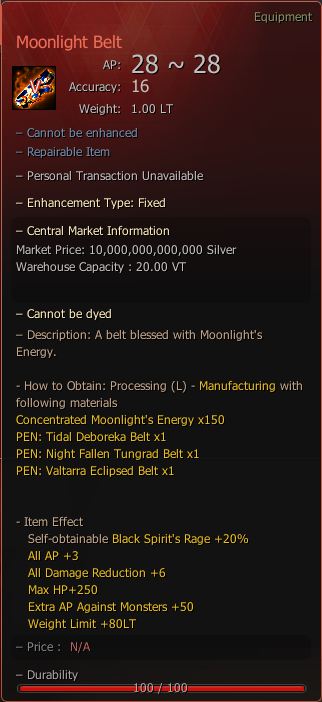 Equipment
Moonlight Belt
AP: 28 ~ 28
Accuracy: 16
Weight: 1.00 LT
– Cannot be enhanced
– Repairable Item
– Personal Transaction Unavailable
– Enhancement Type: Fixed
– Central Market Information
Market Price: 10,000,000,000,000 Silver
Warehouse Capacity : 20.00 VT
– Cannot be dyed
– Description: A belt blessed with Moonlight's
Energy.
- How to Obtain: Processing (L) - Manufacturing with
following materials
Concentrated Moonlight's Energy x150
PEN: Tidal Deboreka Belt x1
PEN: Night Fallen Tungrad Belt x1
PEN: Valtarra Eclipsed Belt x1
- Item Effect
Self-obtainable Black Spirit's Rage +20%
All AP +3
All Damage Reduction +6
Max HP+250
Extra AP Against Monsters +50
Weight Limit +80LT
– Price : N/A
– Durability
100 / 100